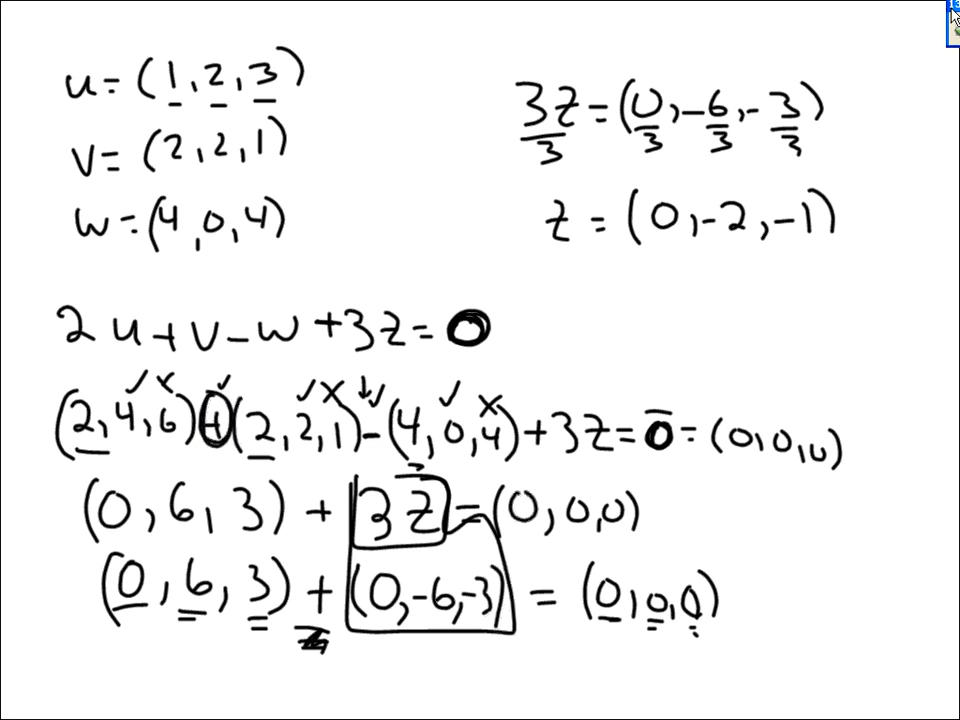 u = (1, 2, 3)
v = (2, 2, 1)
w = (4, 0, 4)
3z/3 = (0/3, -6/3, -3/3)
z = (0, -2, -1)
2u + v - w + 3z = 0
(2, 4, 6) + (2, 2, 1) - (4, 0, 4) + 3z = 0 = (0, 0, 0)
(0, 6, 3) + 3z = (0, 0, 0)
(0, 6, 3) + (0, -6, -3) = (0, 0, 0)